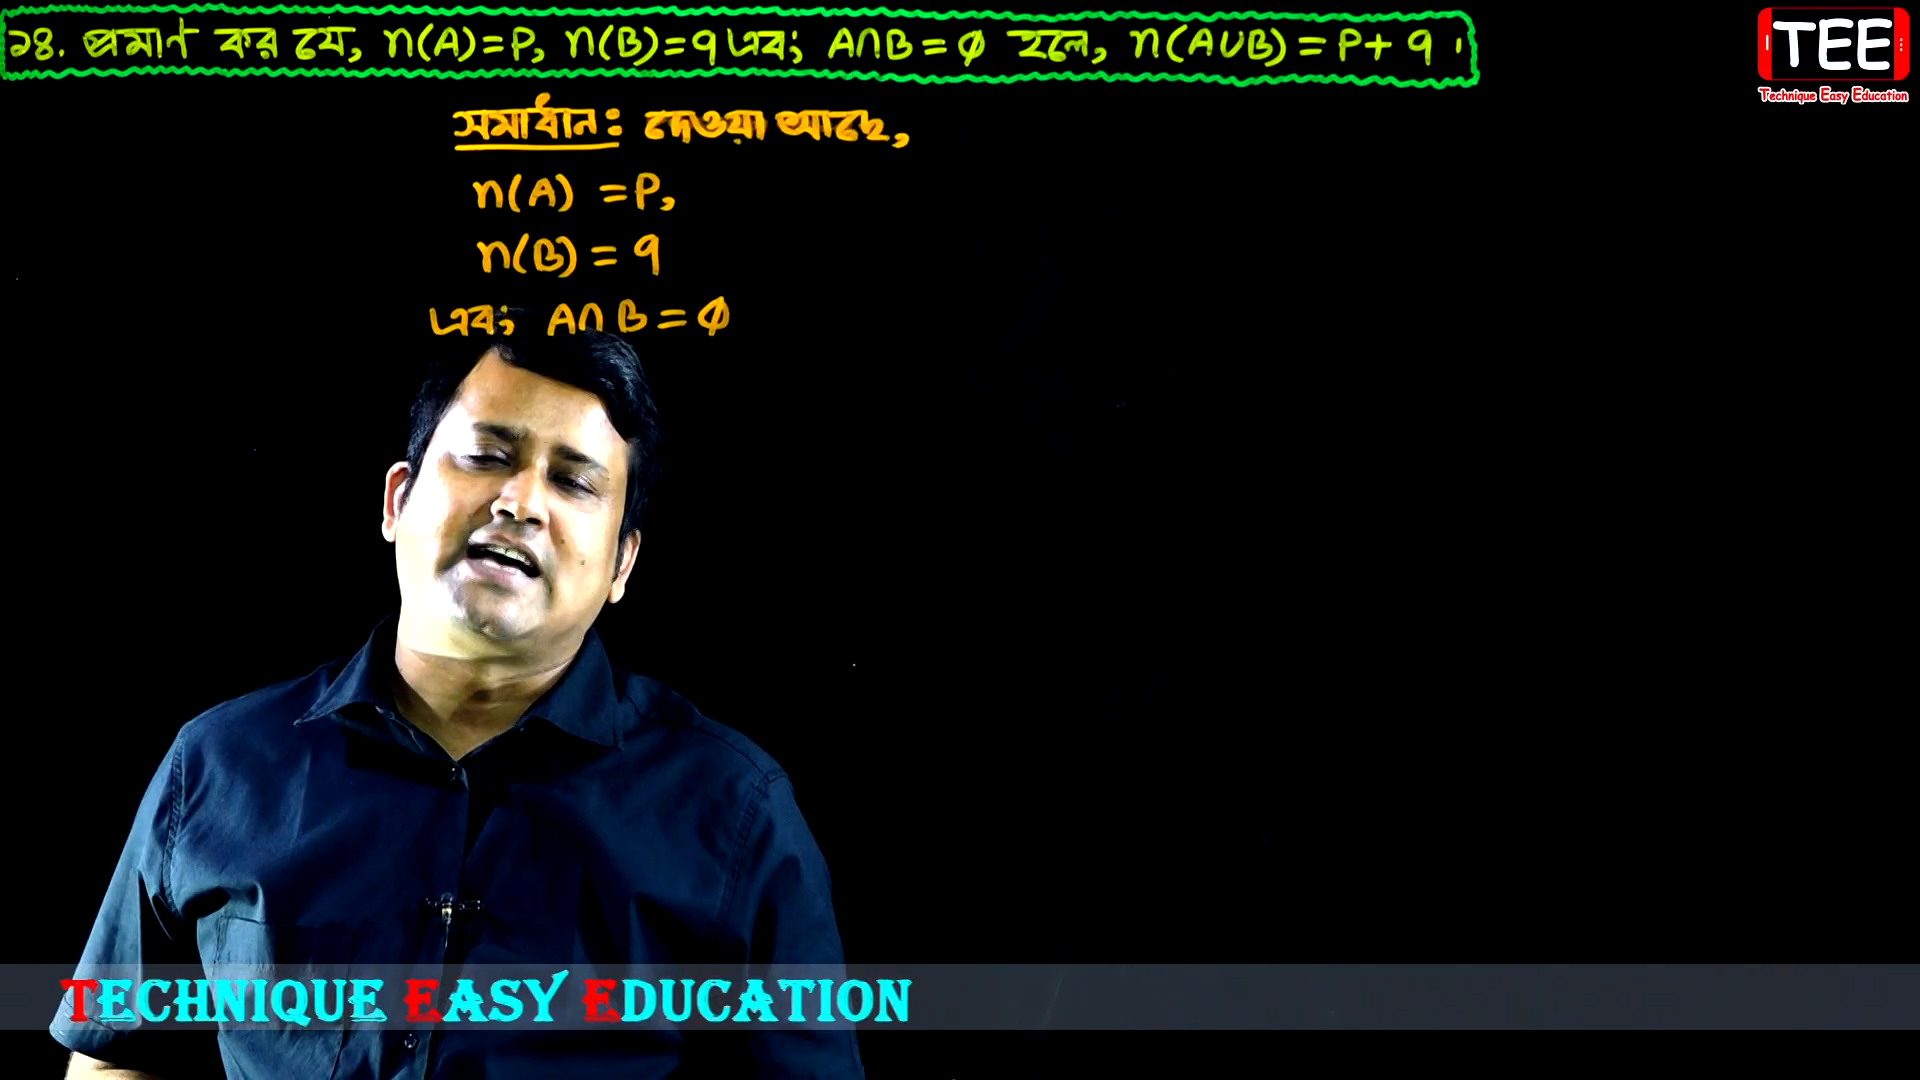 ১৪. প্রমাণ কর যে, n(A)=P, n(B)=q এবং A∩B=φ হলে, n(A∪B)=P+q।
TEE
Technique Easy Education
সমাধান: দেওয়া আছে,
n(A) =P,
n(B) = q
এবং A∩B=φ
TECHNIQUE EASY EDUCATION